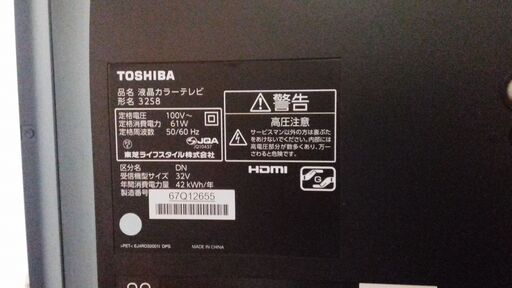 TOSHIBA
品名 液晶カラーテレビ
形名 32S8
定格電圧 100V～
定格消費電力 61W
定格周波数 50/60 Hz
JQA
東芝ライフスタイル株式会社
区分名 DN
受信機型サイズ 32V
年間消費電力量 42 kWh/年
製造番号
67Q12655
警告
高圧注意
サービスマン以外の方は裏ぶたを
あけないでください。内部には
高電圧部分が数多くあり、万一
さわると危険です。
HDMI
G
MADE IN CHINA